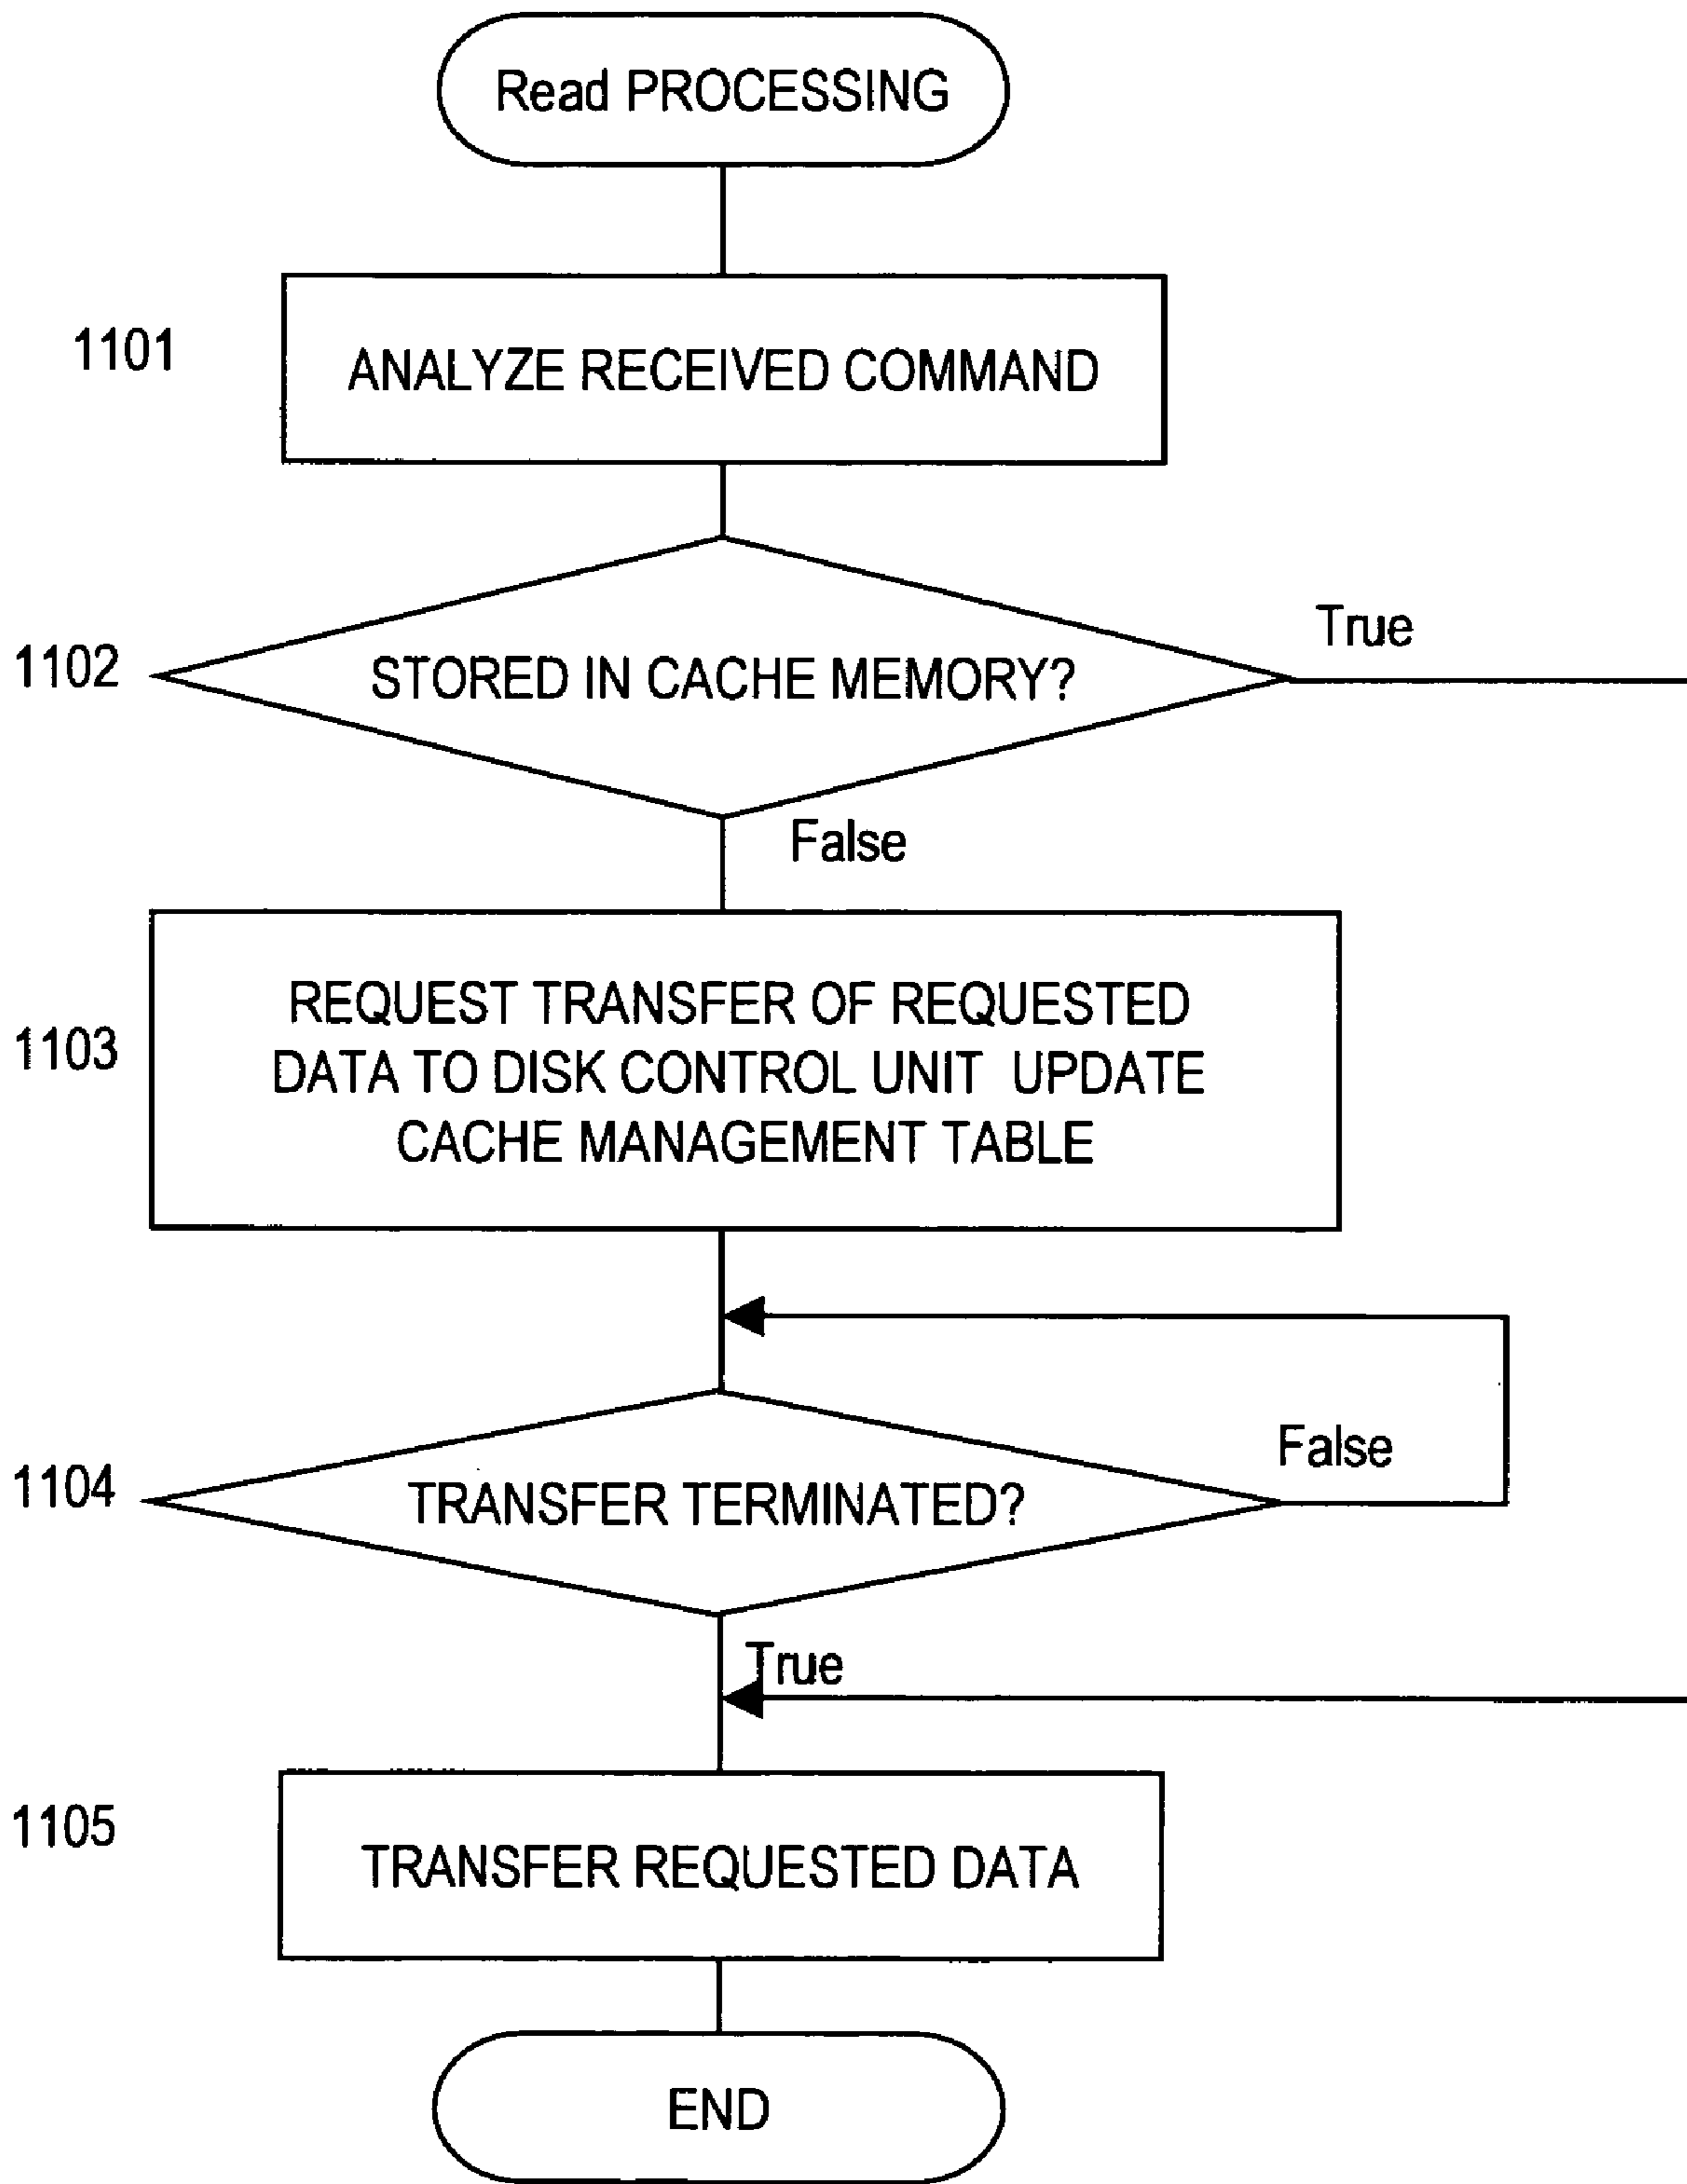 Read PROCESSING
1101
ANALYZE RECEIVED COMMAND
1102
STORED IN CACHE MEMORY?
True
False
1103
REQUEST TRANSFER OF REQUESTED
DATA TO DISK CONTROL UNIT UPDATE
CACHE MANAGEMENT TABLE
1104
TRANSFER TERMINATED?
False
True
1105
TRANSFER REQUESTED DATA
END